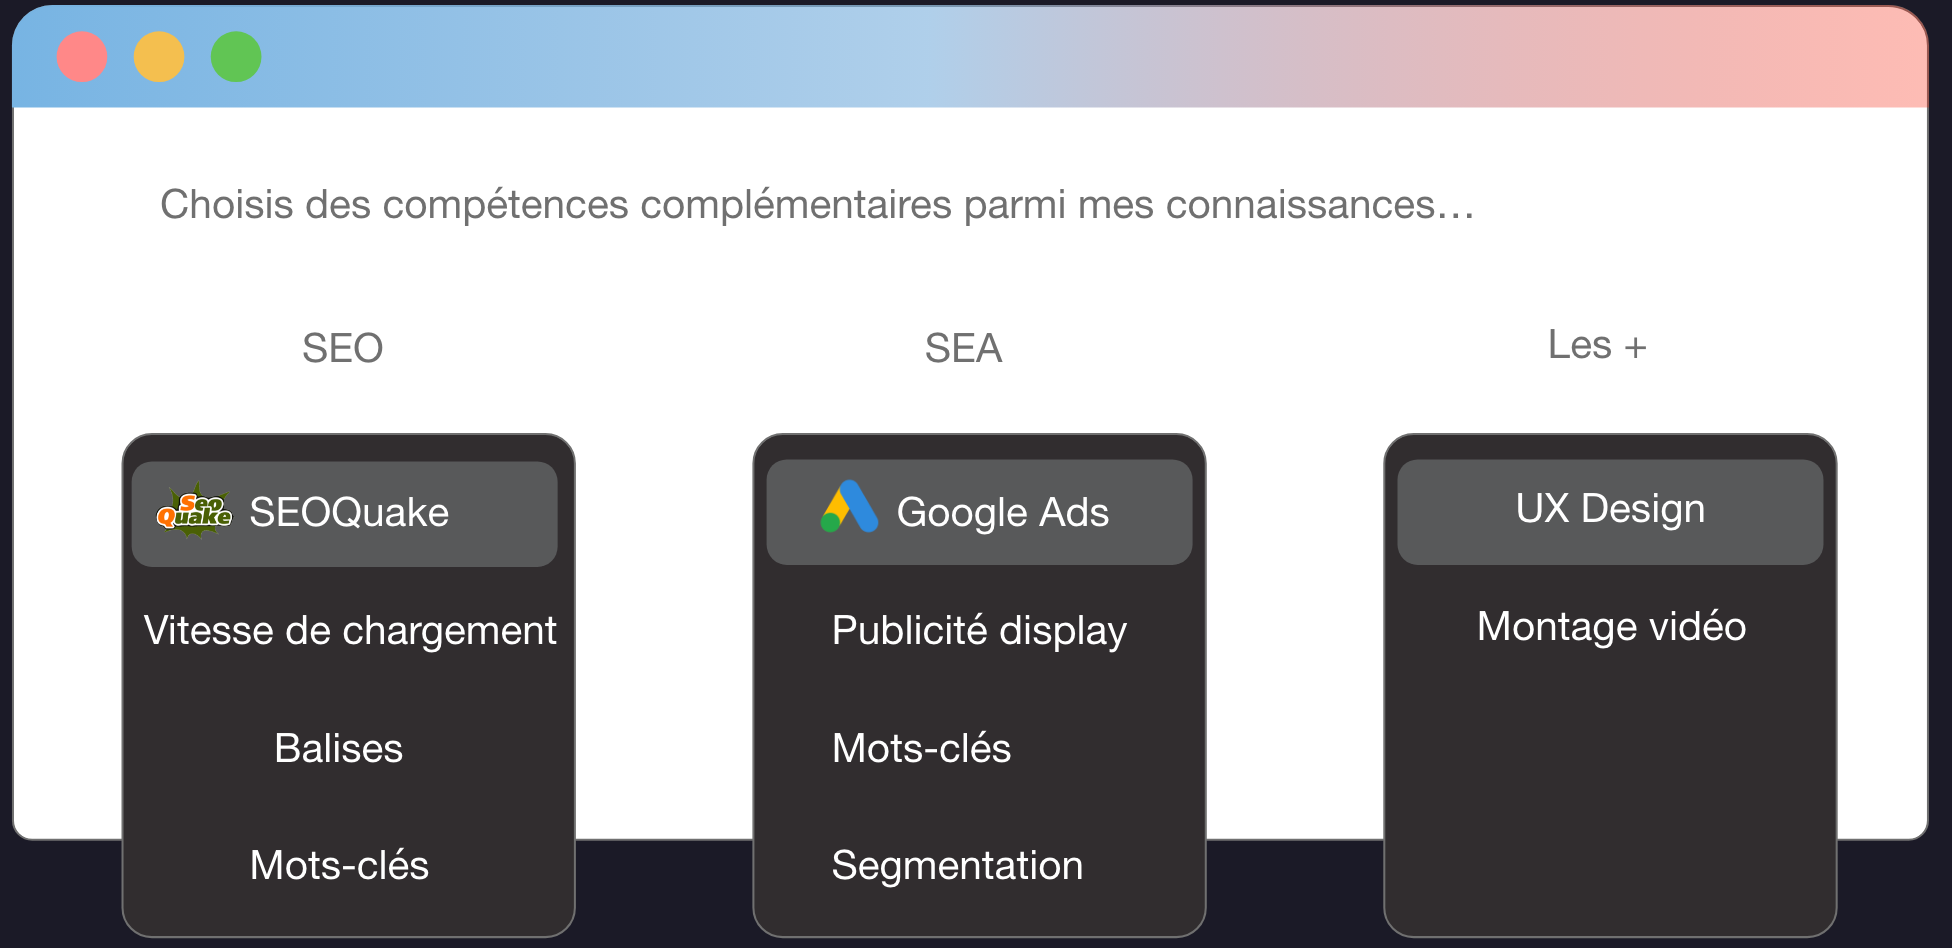 Choisis des compétences complémentaires parmi mes connaissances...
SEO
Seo
Quake
SEOQuake
Vitesse de chargement
Balises
Mots-clés
SEA
Google Ads
Publicité display
Mots-clés
Segmentation
Les +
UX Design
Montage vidéo